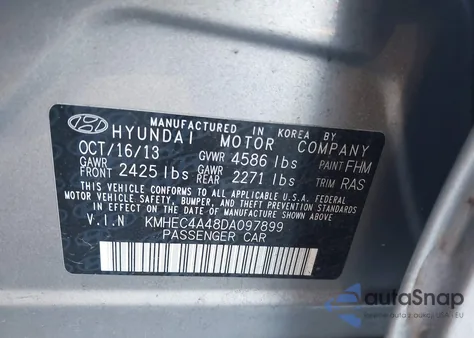 MANUFACTURED IN KOREA BY
HYUNDAI MOTOR COMPANY
OCT/16/13 GVWR 4586 lbs PAINT FHM
GAWR FRONT 2425 lbs GAWR REAR 2271 lbs TRIM RAS
THIS VEHICLE CONFORMS TO ALL APPLICABLE U.S.A. FEDERAL
MOTOR VEHICLE SAFETY, BUMPER, AND THEFT
PREVENTION STANDARDS IN EFFECT ON THE DATE OF MANUFACTURE SHOWN ABOVE.
V.I.N KMHEC4A48DA097899
PASSENGER CAR
autoSnap